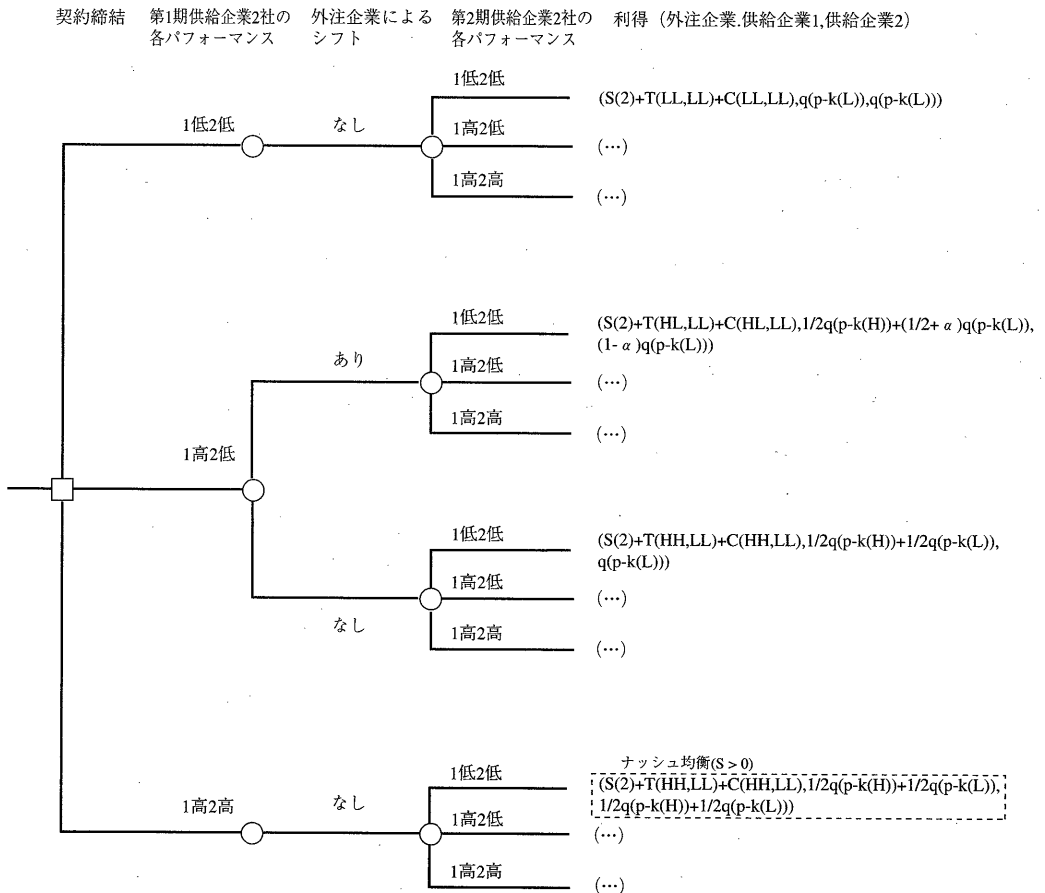 契約締結
第1期供給企業2社の
各パフォーマンス
外注企業による
シフト
第2期供給企業2社の
各パフォーマンス
利得（外注企業.供給企業1,供給企業2）
1低2低
なし
1低2低
(S(2)+T(LL,LL)+C(LL,LL),q(p-k(L)),q(p-k(L)))
1高2低
(…)
1高2高
(…)
1高2低
あり
1低2低
(S(2)+T(HL,LL)+C(HL,LL),1/2q(p-k(H))+(1/2+α)q(p-k(L)),
(1-α)q(p-k(L)))
1高2低
(…)
1高2高
(…)
なし
1低2低
(S(2)+T(HH,LL)+C(HH,LL),1/2q(p-k(H))+1/2q(p-k(L)),
q(p-k(L)))
1高2低
(…)
1高2高
(…)
1高2高
なし
1低2低
ナッシュ均衡(S > 0)
(S(2)+T(HH,LL)+C(HH,LL),1/2q(p-k(H))+1/2q(p-k(L)),
1/2q(p-k(H))+1/2q(p-k(L)))
1高2低
(…)
1高2高
(…)